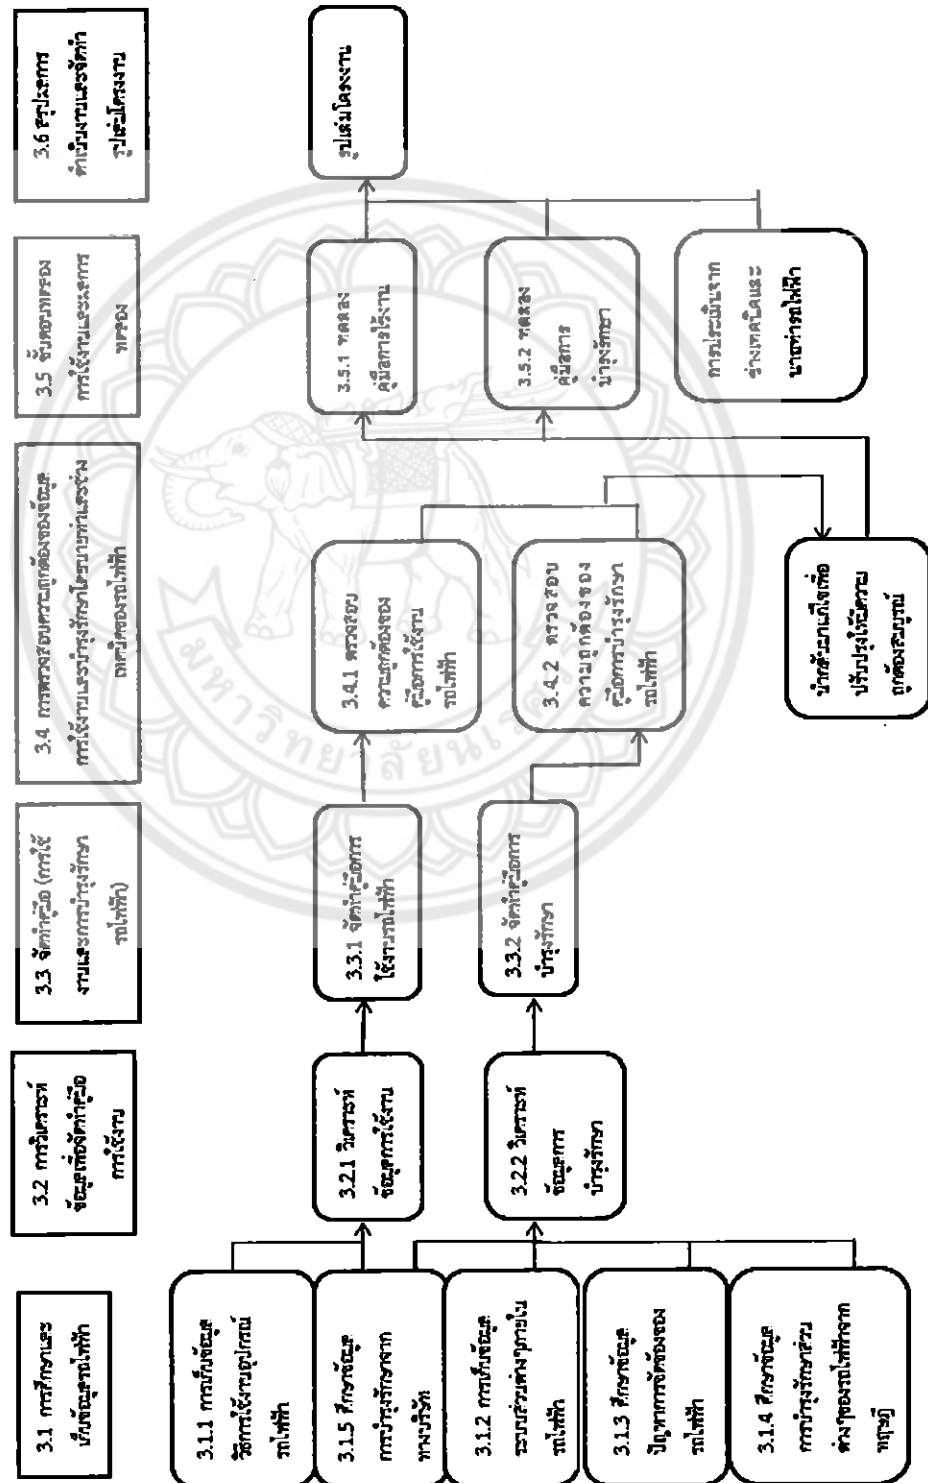 3.1 การศึกษาและ
เก็บข้อมูลรถไฟฟ้า
3.2 การวิเคราะห์
ข้อมูลเพื่อจัดทำคู่มือ
การใช้งาน
3.3 จัดทำคู่มือ (การใช้
งานและการบำรุงรักษา
รถไฟฟ้า)
3.4 การตรวจสอบความถูกต้องของข้อมูล
การใช้งานและบำรุงรักษาโดยนายท่าและช่าง
เทคนิคของรถไฟฟ้า
3.5 ขั้นตอนทดรอง
การใช้งานและผลการ
ทดรอง
3.6 สรุปผลการ
ดำเนินงานและจัดทำ
รูปเล่มโครงงาน
3.1.1 การเก็บข้อมูล
วิธีการใช้งานอุปกรณ์
รถไฟฟ้า
3.1.5 ศึกษาข้อมูล
การบำรุงรักษาจาก
ทางบริษัท
3.1.2 การเก็บข้อมูล
ระบบส่วนต่างๆภายใน
รถไฟฟ้า
3.1.3 ศึกษาข้อมูล
ปัญหาการขัดข้องของ
รถไฟฟ้า
3.1.4 ศึกษาข้อมูล
การบำรุงรักษาส่วน
ต่างๆของรถไฟฟ้าจาก
ทฤษฎี
3.2.1 วิเคราะห์
ข้อมูลการใช้งาน
3.2.2 วิเคราะห์
ข้อมูลการ
บำรุงรักษา
3.3.1 จัดทำคู่มือการ
ใช้งานรถไฟฟ้า
3.3.2 จัดทำคู่มือการ
บำรุงรักษา
3.4.1 ตรวจสอบ
ความถูกต้องของ
คู่มือการใช้งาน
รถไฟฟ้า
3.4.2 ตรวจสอบ
ความถูกต้องของ
คู่มือการบำรุงรักษา
รถไฟฟ้า
นำกลับมาแก้ไขเพื่อ
ปรับปรุงให้มีความ
ถูกต้องสมบูรณ์
3.5.1 ทดลอง
คู่มือการใช้งาน
3.5.2 ทดลอง
คู่มือการ
บำรุงรักษา
การประเมินจาก
ช่างเทคนิคและ
นายท่ารถไฟฟ้า
รูปเล่มโครงงาน
มหาวิทยาลัยนเรศวร